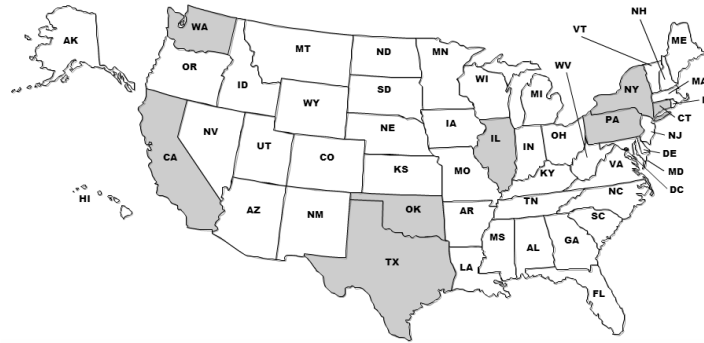 WA
AK
MT
ND
MN
VT
NH
ME
OR
ID
SD
WI
MI
WV
NY
MA
WY
IA
PA
CT
NE
IL
IN
OH
NJ
NV
UT
CO
KS
MO
KY
VA
DE
MD
DC
CA
HI
AZ
NM
OK
AR
TN
NC
SC
TX
LA
MS
AL
GA
FL